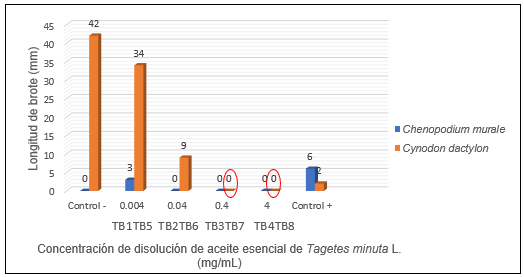 Longitud de brote (mm)
45
40
35
30
25
20
15
10
5
0
0 42
3 34
0 9
0 0
0 0
6 2
Control - 0.004 0.04 0.4 4 Control +
TB1TB5 TB2TB6 TB3TB7 TB4TB8
Concentración de disolución de aceite esencial de Tagetes minuta L.
(mg/mL)
Chenopodium murale
Cynodon dactylon